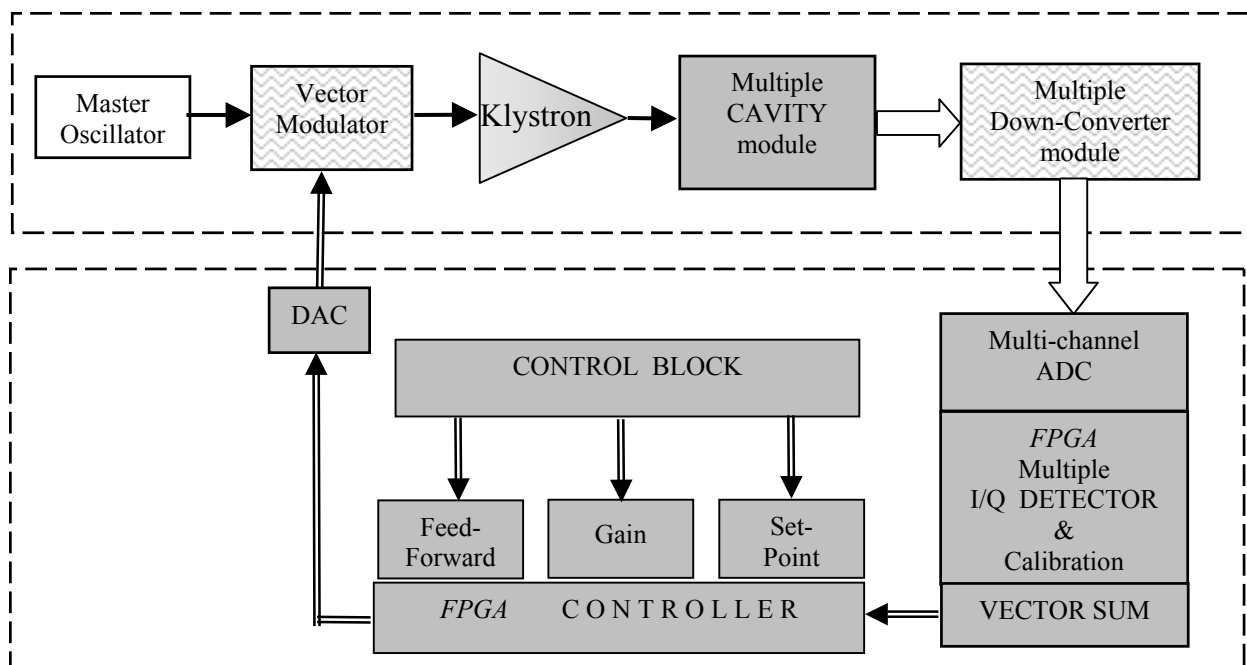 Master
Oscillator
Vector
Modulator
Klystron
Multiple
CAVITY
module
Multiple
Down-Converter
module
DAC
CONTROL BLOCK
Multi-channel
ADC
FPGA
Multiple
I/Q DETECTOR
&
Calibration
Feed-
Forward
Gain
Set-
Point
FPGA C O N T R O L L E R
VECTOR SUM